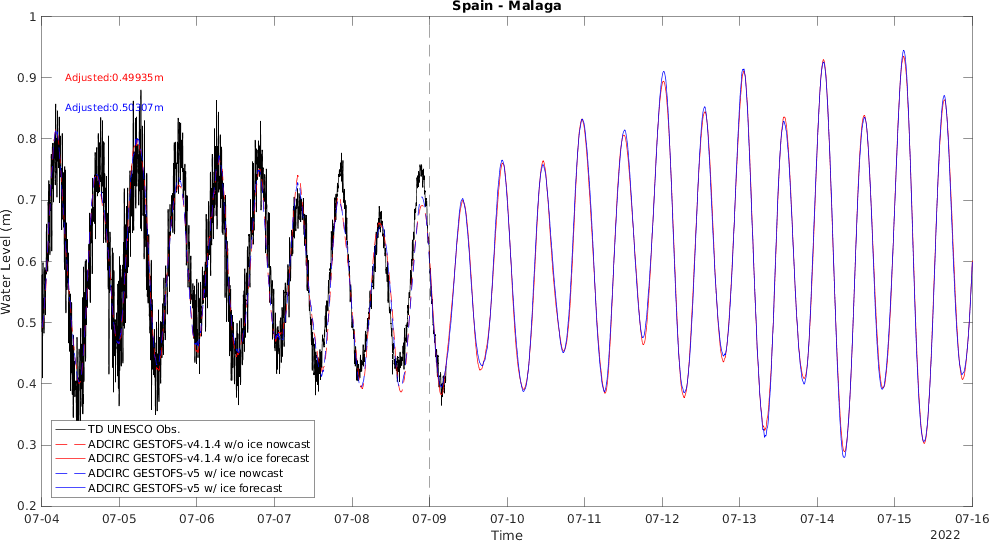 Spain - Malaga
Water Level (m)
1
0.9
0.8
0.7
0.6
0.5
0.4
0.3
0.2
Adjusted:0.49935m
Adjusted:0.50307m
TD UNESCO Obs.
ADCIRC GESTOFS-v4.1.4 w/o ice nowcast
ADCIRC GESTOFS-v4.1.4 w/o ice forecast
ADCIRC GESTOFS-v5 w/ ice nowcast
ADCIRC GESTOFS-v5 w/ ice forecast
07-04 07-05 07-06 07-07 07-08 07-09 07-10 07-11 07-12 07-13 07-14 07-15 07-16
Time
2022